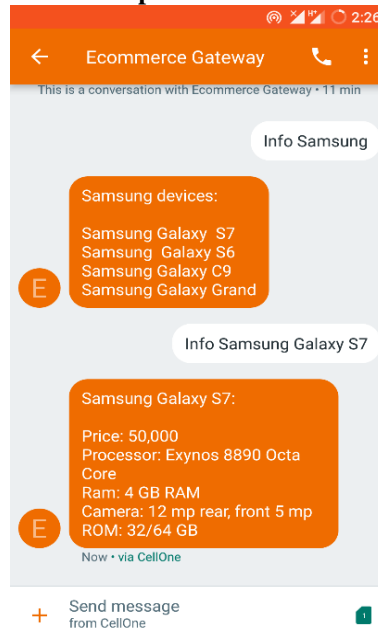 2:26
Ecommerce Gateway
This is a conversation with Ecommerce Gateway • 11 min
Info Samsung
Samsung devices:
Samsung Galaxy S7
Samsung Galaxy S6
Samsung Galaxy C9
Samsung Galaxy Grand
E
Info Samsung Galaxy S7
Samsung Galaxy S7:
Price: 50,000
Processor: Exynos 8890 Octa
Core
Ram: 4 GB RAM
Camera: 12 mp rear, front 5 mp
ROM: 32/64 GB
E
Now • via CellOne
Send message
from CellOne
1